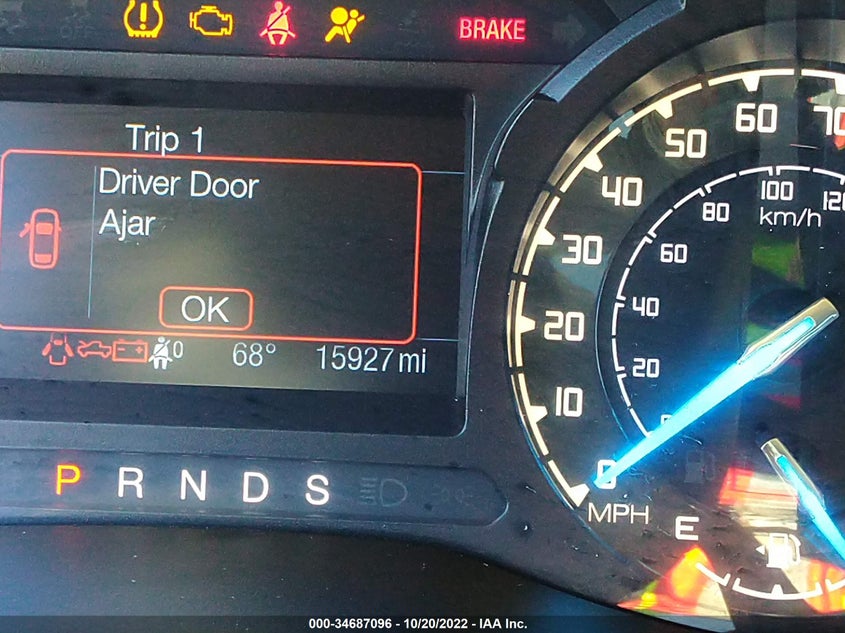 BRAKE
Trip 1
Driver Door
Ajar
OK
0
68° 15927 mi
P R N D S
0 10 20 30 40 50 60 70
MPH
20 40 60 80 100 120
km/h
E
000-34687096 - 10/20/2022 - IAA Inc.